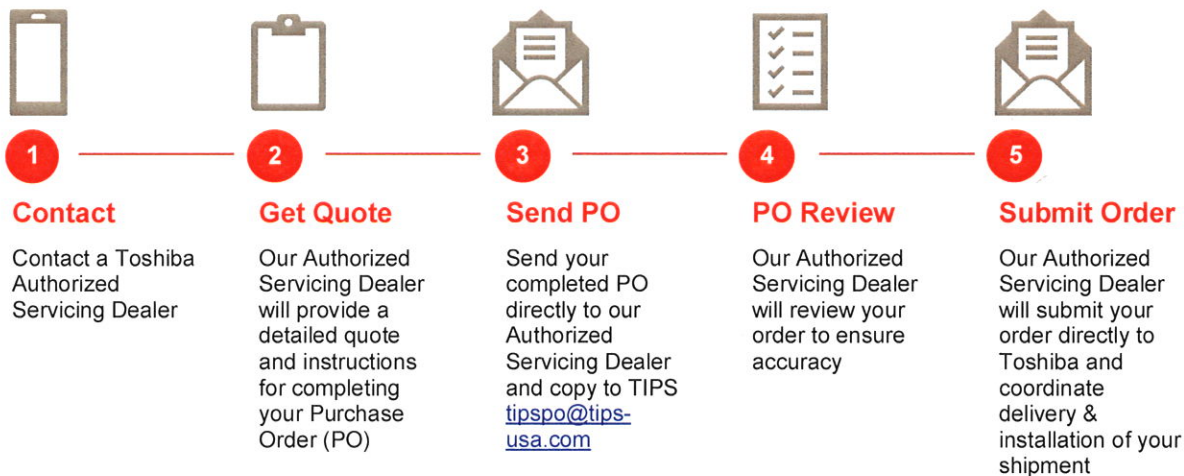 1
Contact
Contact a Toshiba
Authorized
Servicing Dealer
2
Get Quote
Our Authorized
Servicing Dealer
will provide a
detailed quote
and instructions
for completing
your Purchase
Order (PO)
3
Send PO
Send your
completed PO
directly to our
Authorized
Servicing Dealer
and copy to TIPS
tipspo@tips-
usa.com
4
PO Review
Our Authorized
Servicing Dealer
will review your
order to ensure
accuracy
5
Submit Order
Our Authorized
Servicing Dealer
will submit your
order directly to
Toshiba and
coordinate
delivery &
installation of your
shipment